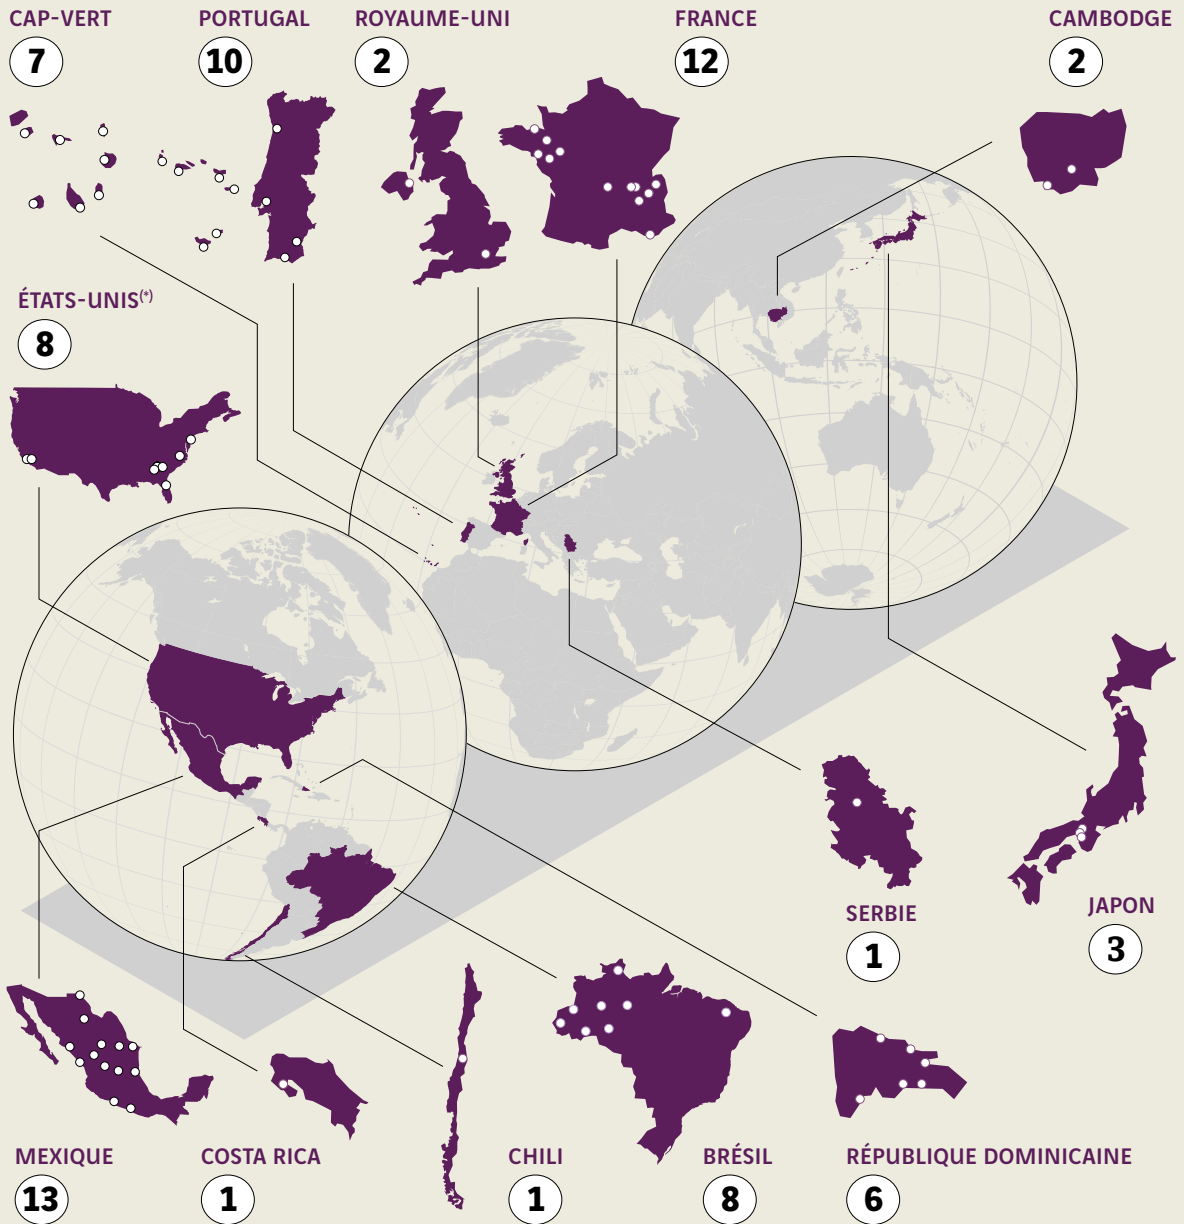 CAP-VERT
7
PORTUGAL
10
ROYAUME-UNI
2
FRANCE
12
CAMBODGE
2
ÉTATS-UNIS(*)
8
SERBIE
1
JAPON
3
MEXIQUE
13
COSTA RICA
1
CHILI
1
BRÉSIL
8
RÉPUBLIQUE DOMINICAINE
6